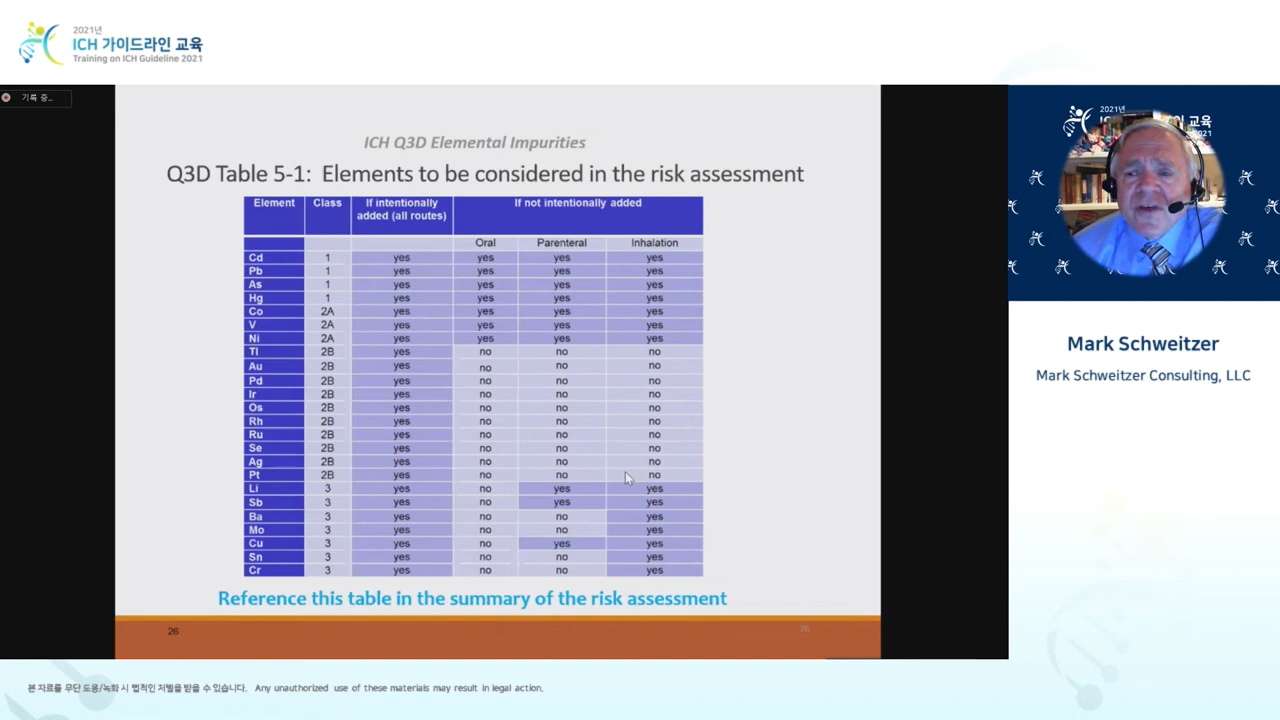 2021년
ICH 가이드라인 교육
Training on ICH Guideline 2021
기록 중...
ICH Q3D Elemental Impurities
Q3D Table 5-1: Elements to be considered in the risk assessment
Element Class If intentionally added (all routes) If not intentionally added
Oral Parenteral Inhalation
Cd 1 yes yes yes yes
Pb 1 yes yes yes yes
As 1 yes yes yes yes
Hg 1 yes yes yes yes
Co 2A yes yes yes yes
V 2A yes yes yes yes
Ni 2A yes yes yes yes
Tl 2B yes no no no
Au 2B yes no no no
Pd 2B yes no no no
Ir 2B yes no no no
Os 2B yes no no no
Rh 2B yes no no no
Ru 2B yes no no no
Se 2B yes no no no
Ag 2B yes no no no
Pt 2B yes no no no
Li 3 yes no yes yes
Sb 3 yes no yes yes
Ba 3 yes no no yes
Mo 3 yes no no yes
Cu 3 yes no yes yes
Sn 3 yes no no yes
Cr 3 yes no no yes
Reference this table in the summary of the risk assessment
26
26
2021년
교육
2021
Mark Schweitzer
Mark Schweitzer Consulting, LLC
본 자료를 무단 도용/녹화 시 법적인 처벌을 받을 수 있습니다. Any unauthorized use of these materials may result in legal action.